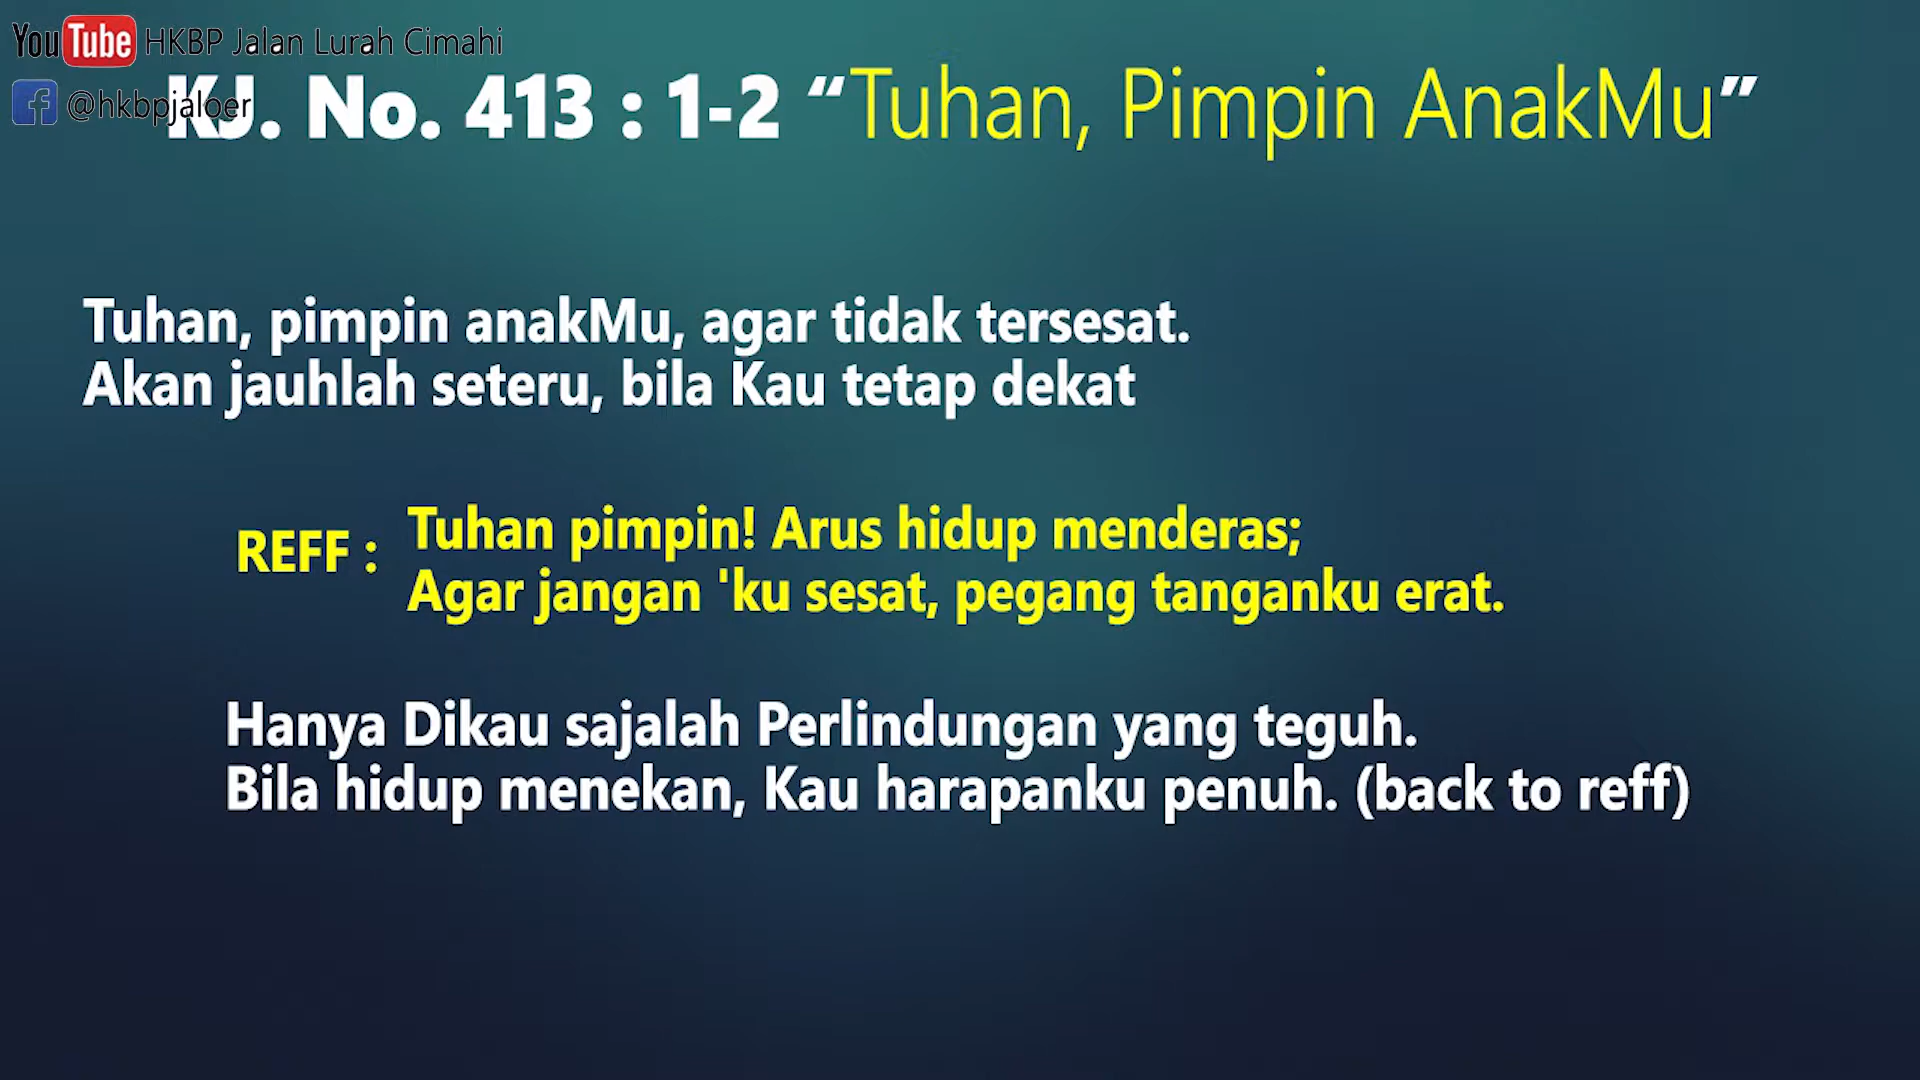 YouTube HKBP Jalan Lurah Cimahi
@hkbpjaloer
KJ. No. 413 : 1-2 “Tuhan, Pimpin AnakMu”
Tuhan, pimpin anakMu, agar tidak tersesat.
Akan jauhlah seteru, bila Kau tetap dekat
REFF : Tuhan pimpin! Arus hidup menderas;
Agar jangan 'ku sesat, pegang tanganku erat.
Hanya Dikau sajalah Perlindungan yang teguh.
Bila hidup menekan, Kau harapanku penuh. (back to reff)